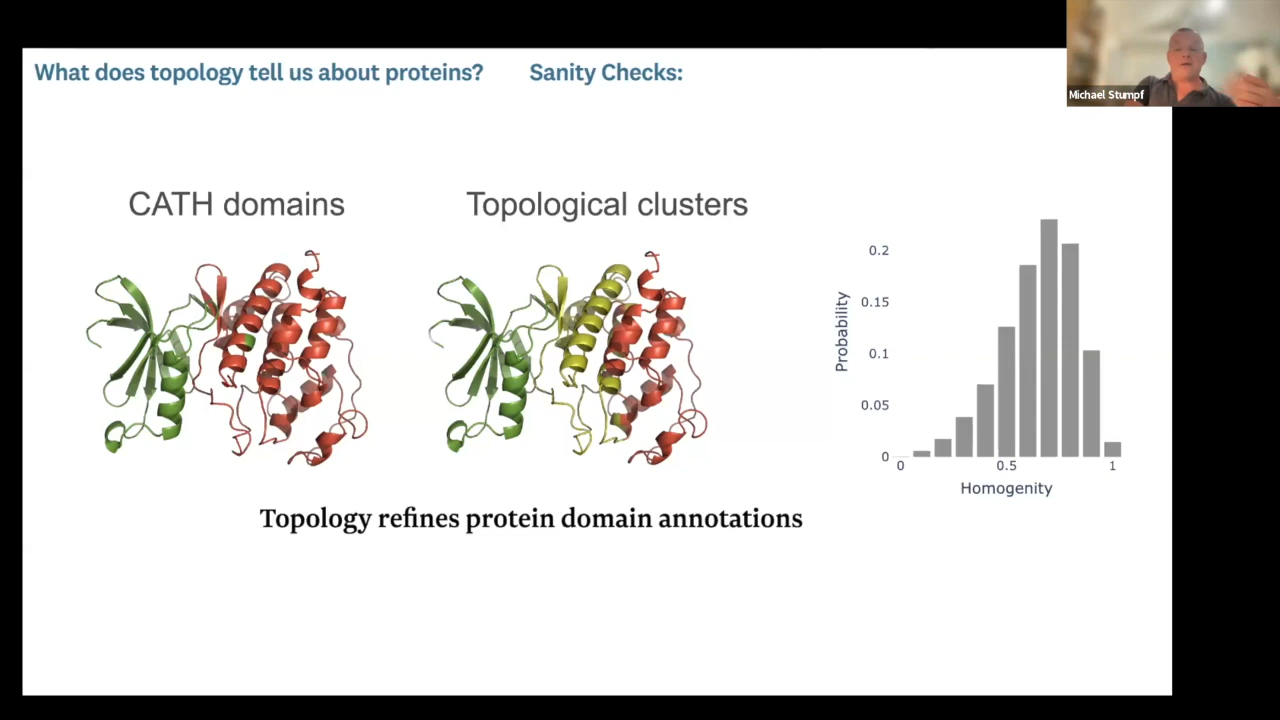 What does topology tell us about proteins? Sanity Checks:
Michael Stumpf
CATH domains
Topological clusters
0.2
0.15
0.1
0.05
0
Probability
0 0.5 1
Homogenity
Topology refines protein domain annotations